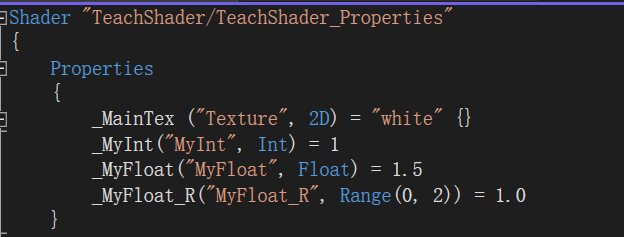 Shader "TeachShader/TeachShader_Properties"
{
Properties
{
_MainTex ("Texture", 2D) = "white" {}
_MyInt("MyInt", Int) = 1
_MyFloat("MyFloat", Float) = 1.5
_MyFloat_R("MyFloat_R", Range(0, 2)) = 1.0
}